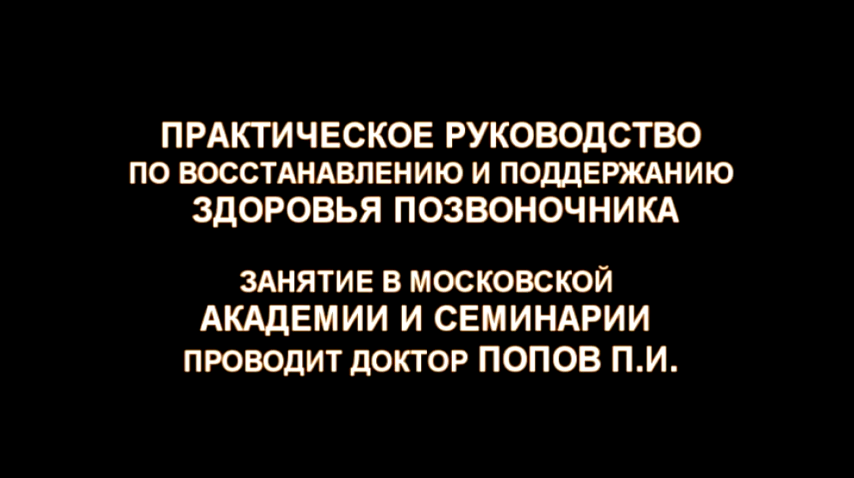 ПРАКТИЧЕСКОЕ РУКОВОДСТВО
ПО ВОССТАНАВЛЕНИЮ И ПОДДЕРЖАНИЮ
ЗДОРОВЬЯ ПОЗВОНОЧНИКА
ЗАНЯТИЕ В МОСКОВСКОЙ
АКАДЕМИИ И СЕМИНАРИИ
ПРОВОДИТ ДОКТОР ПОПОВ П.И.